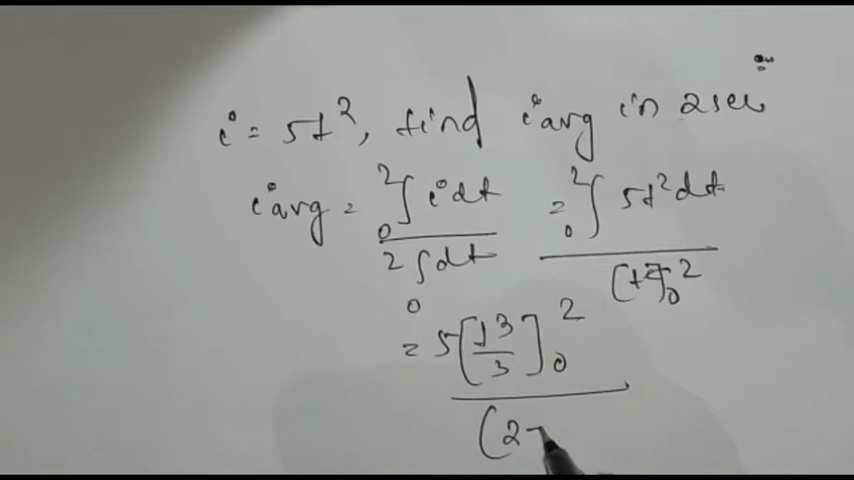 i = 5t², find i avg in 2 sec
i avg = ₀²∫ i dt / ₀²∫ dt = ₀²∫ 5t² dt / [t]₀²
= 5[t³/3]₀² / (2-